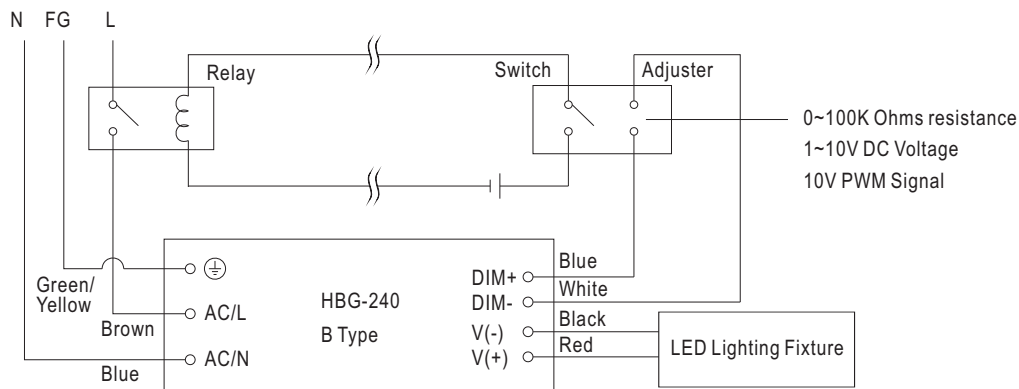 N FG L
Relay
Switch
Adjuster
0~100K Ohms resistance
1~10V DC Voltage
10V PWM Signal
Green/
Yellow
Brown
Blue
AC/L
AC/N
HBG-240
B Type
DIM+
DIM-
V(-)
V(+)
Blue
White
Black
Red
LED Lighting Fixture